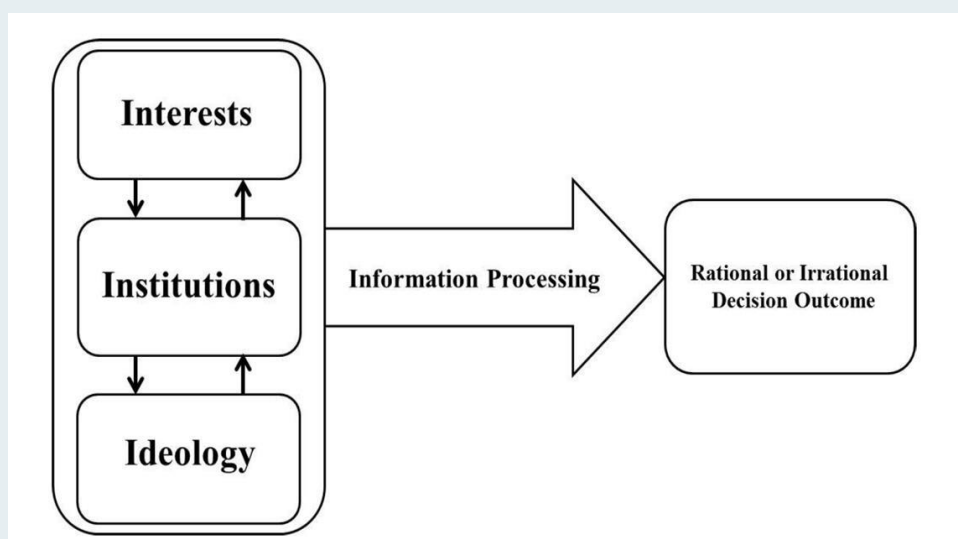 Interests
Institutions
Ideology
Information Processing
Rational or Irrational
Decision Outcome